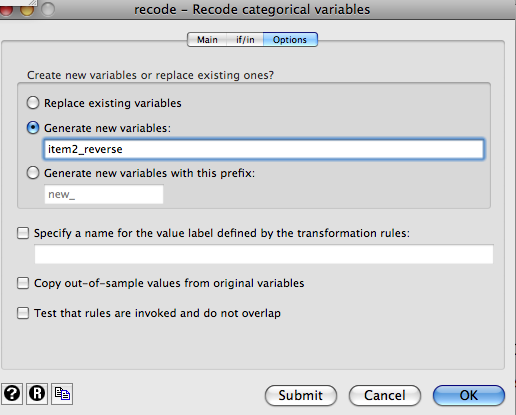 recode – Recode categorical variables
Main if/in Options
Create new variables or replace existing ones?
Replace existing variables
Generate new variables:
item2_reverse
Generate new variables with this prefix:
new_
Specify a name for the value label defined by the transformation rules:
Copy out-of-sample values from original variables
Test that rules are invoked and do not overlap
? R Submit Cancel OK